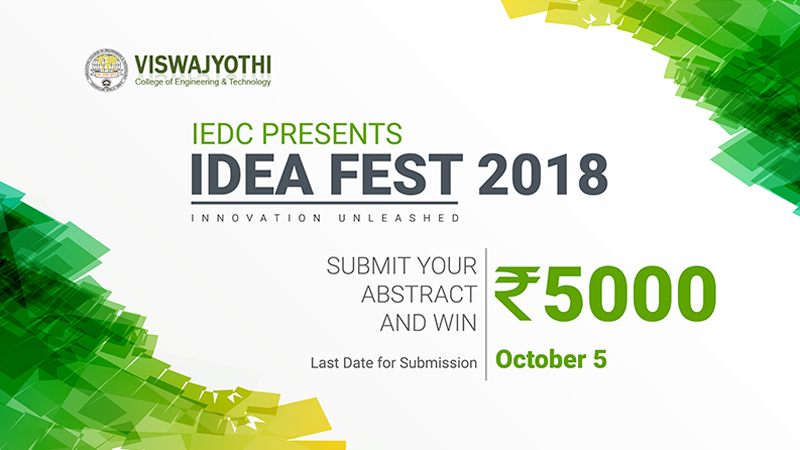 VISWAJYOTHI
College of Engineering & Technology
IEDC PRESENTS
IDEA FEST 2018
INNOVATION UNLEASHED
SUBMIT YOUR
ABSTRACT
AND WIN
₹5000
Last Date for Submission
October 5